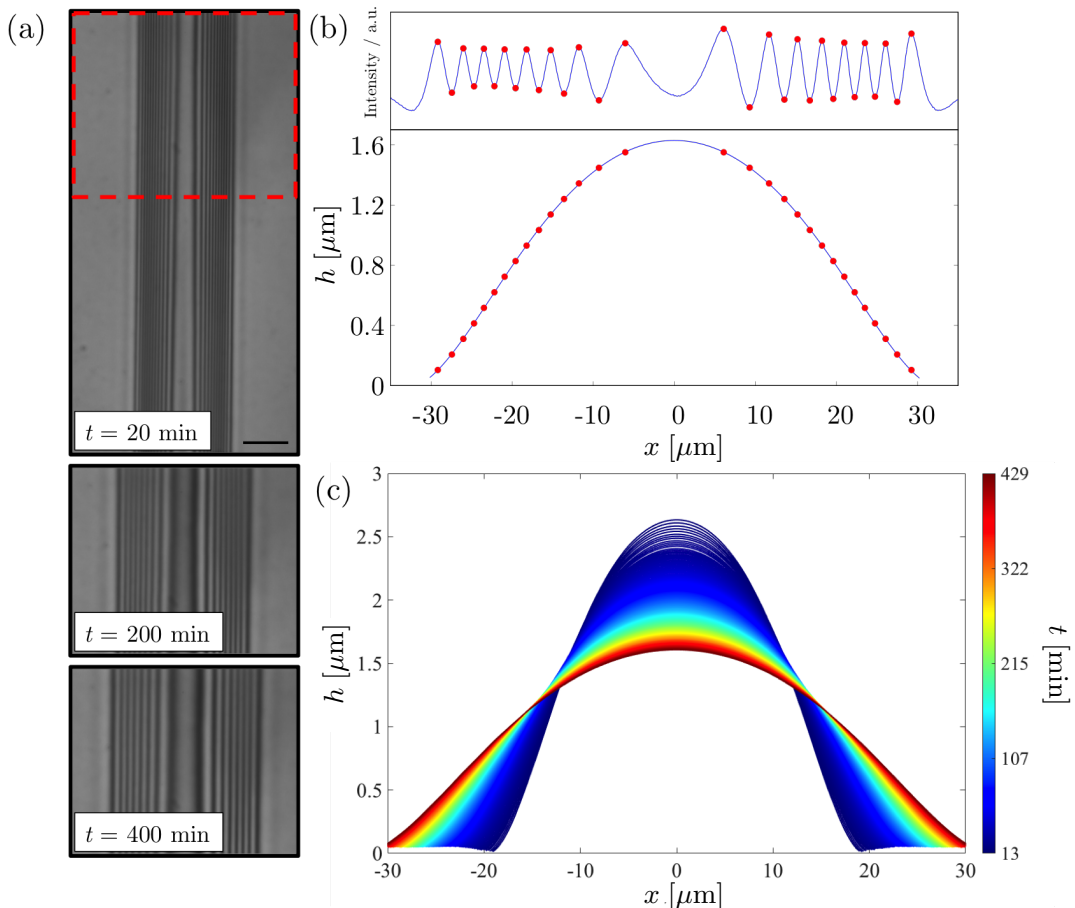 (a)
t = 20 min
t = 200 min
t = 400 min
(b)
Intensity / a.u.
1.6
1.2
0.8
0.4
0
h [μm]
-30 -20 -10 0 10 20 30
x [μm]
(c)
3
2.5
2
1.5
1
0.5
0
h [μm]
-30 -20 -10 0 10 20 30
x [μm]
429
322
215
107
13
t [min]